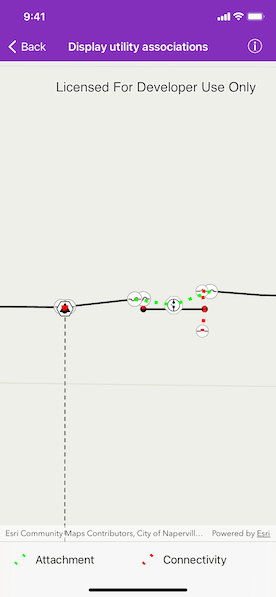 9:41
Back
Display utility associations
Licensed For Developer Use Only
Esri Community Maps Contributors, City of Napervill... Powered by Esri
Attachment
Connectivity